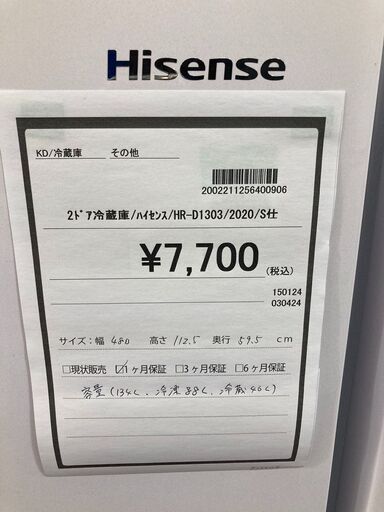 Hisense
KD/冷蔵庫 その他
2002211256400906
2ﾄﾞｱ冷蔵庫/ﾊｲｾﾝｽ/HR-D1303/2020/S仕
¥7,700(税込)
150124
030424
サイズ：幅 480 高さ 112.5 奥行 59.5 cm
□現状販売 ☑1ヶ月保証 □3ヶ月保証 □6ヶ月保証
容量(134L、冷凍88L、冷蔵46L)